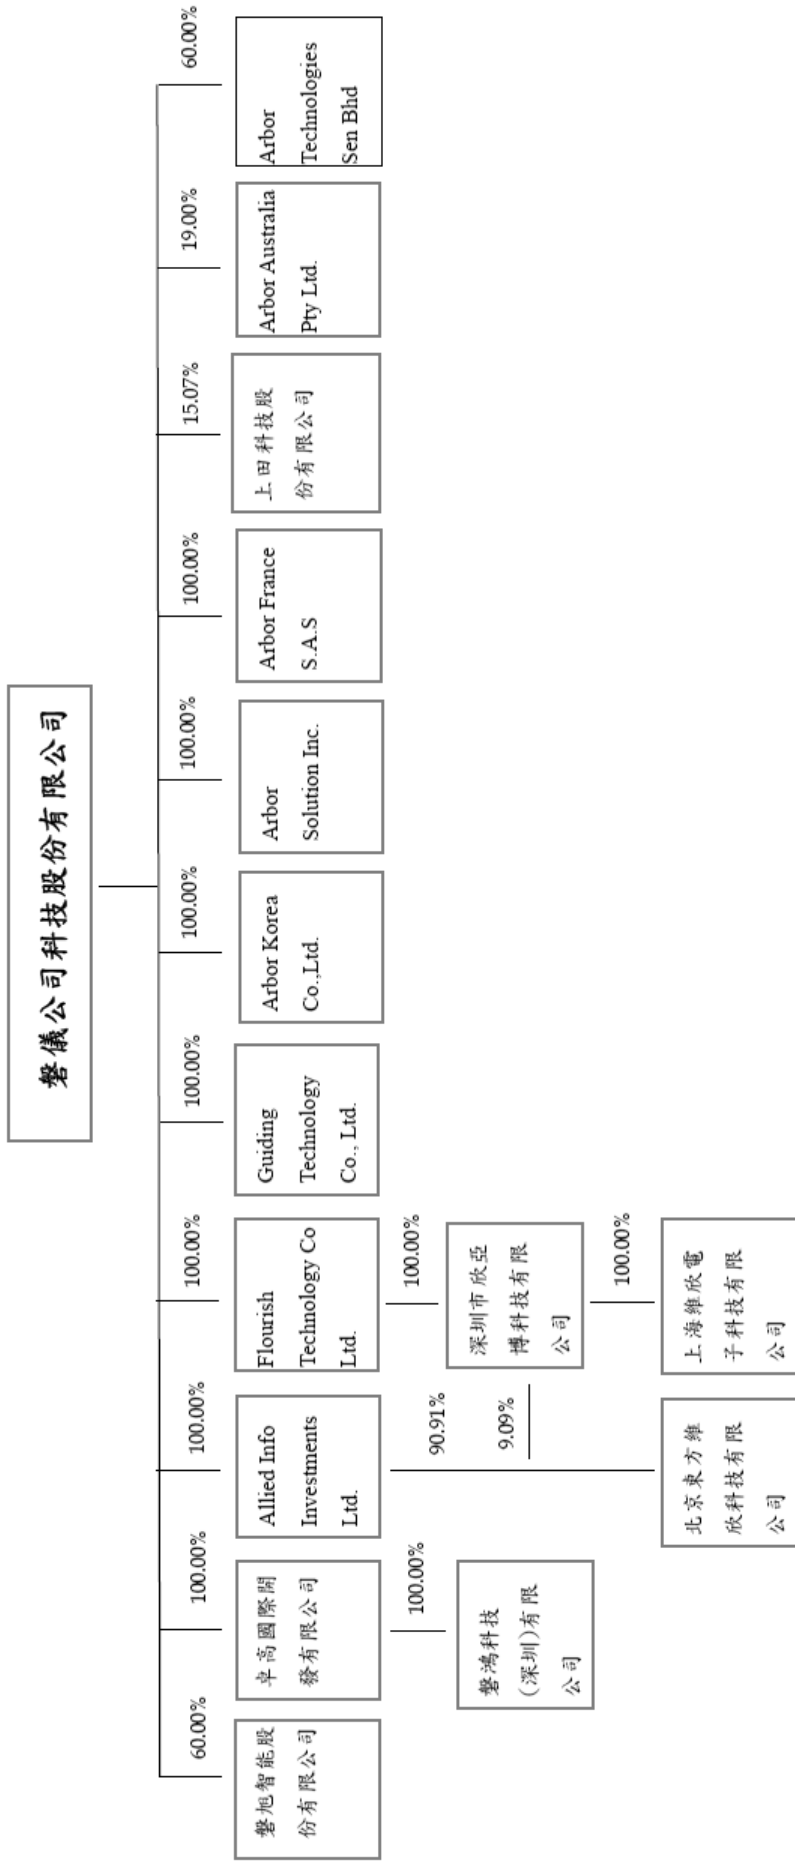 磐儀公司科技股份有限公司
60.00%
100.00%
100.00%
100.00%
100.00%
100.00%
100.00%
100.00%
15.07%
19.00%
60.00%
磐旭智能股
份有限公司
卓高國際開
發有限公司
Allied Info
Investments
Ltd.
Flourish
Technology Co
Ltd.
Guiding
Technology
Co., Ltd.
Arbor Korea
Co.,Ltd.
Arbor
Solution Inc.
Arbor France
S.A.S
上田科技股
份有限公司
Arbor Australia
Pty Ltd.
Arbor
Technologies
Sen Bhd
100.00%
90.91%
9.09%
100.00%
磐鴻科技
(深圳)有限
公司
深圳市欣亞
博科技有限
公司
100.00%
北京東方維
欣科技有限
公司
上海維欣電
子科技有限
公司